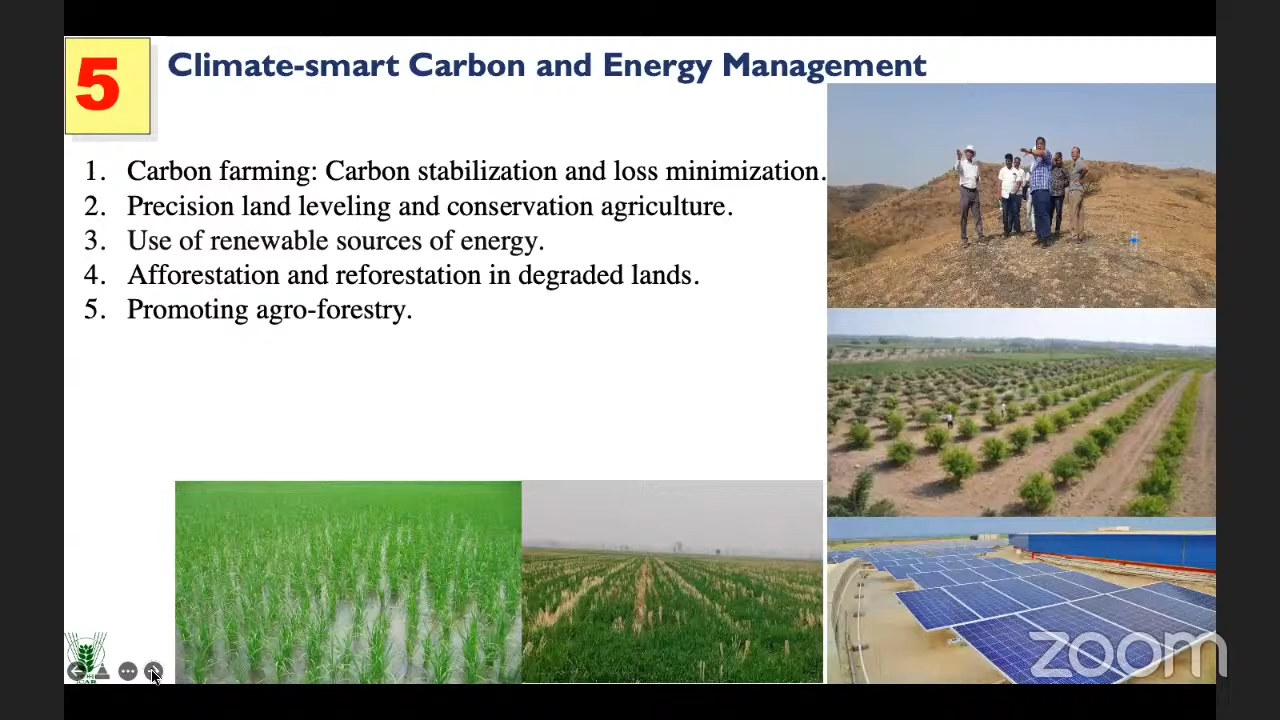 5
Climate-smart Carbon and Energy Management
1. Carbon farming: Carbon stabilization and loss minimization.
2. Precision land leveling and conservation agriculture.
3. Use of renewable sources of energy.
4. Afforestation and reforestation in degraded lands.
5. Promoting agro-forestry.
zoom